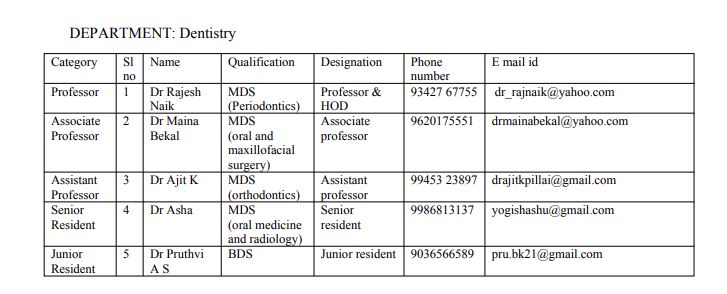 DEPARTMENT: Dentistry
Category Sl no Name Qualification Designation Phone number E mail id
Professor 1 Dr Rajesh Naik MDS (Periodontics) Professor & HOD 93427 67755 dr_rajnaik@yahoo.com
Associate Professor 2 Dr Maina Bekal MDS (oral and maxillofacial surgery) Associate professor 9620175551 drmainabekal@yahoo.com
Assistant Professor 3 Dr Ajit K MDS (orthodontics) Assistant professor 99453 23897 drajitkpillai@gmail.com
Senior Resident 4 Dr Asha MDS (oral medicine and radiology) Senior resident 9986813137 yogishashu@gmail.com
Junior Resident 5 Dr Pruthvi A S BDS Junior resident 9036566589 pru.bk21@gmail.com